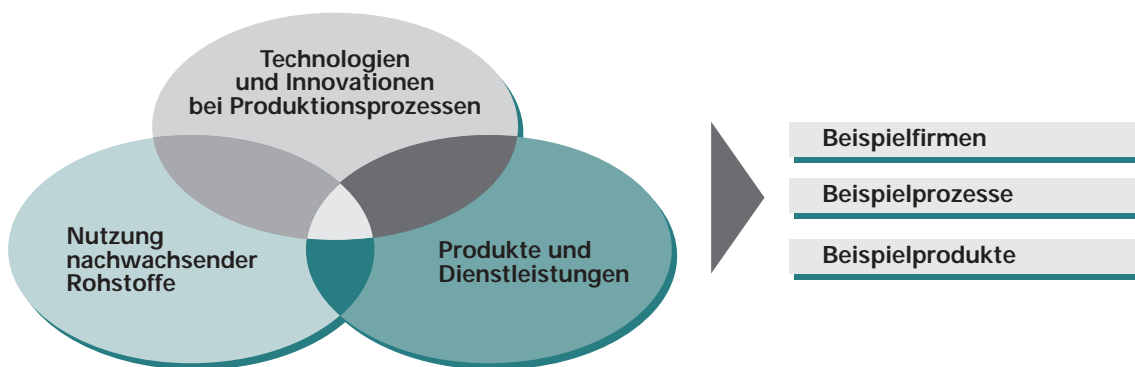 Technologien
und Innovationen
bei Produktionsprozessen
Nutzung
nachwachsender
Rohstoffe
Produkte und
Dienstleistungen
Beispielfirmen
Beispielprozesse
Beispielprodukte